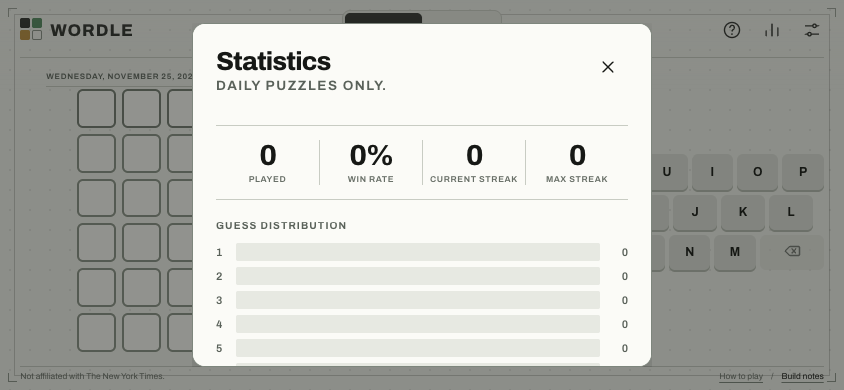 WORDLE
WEDNESDAY, NOVEMBER 25, 202
Statistics
DAILY PUZZLES ONLY.
0 0% 0 0
PLAYED WIN RATE CURRENT STREAK MAX STREAK
GUESS DISTRIBUTION
1 0
2 0
3 0
4 0
5 0
U I O P
J K L
N M
Not affiliated with The New York Times.
How to play / Build notes